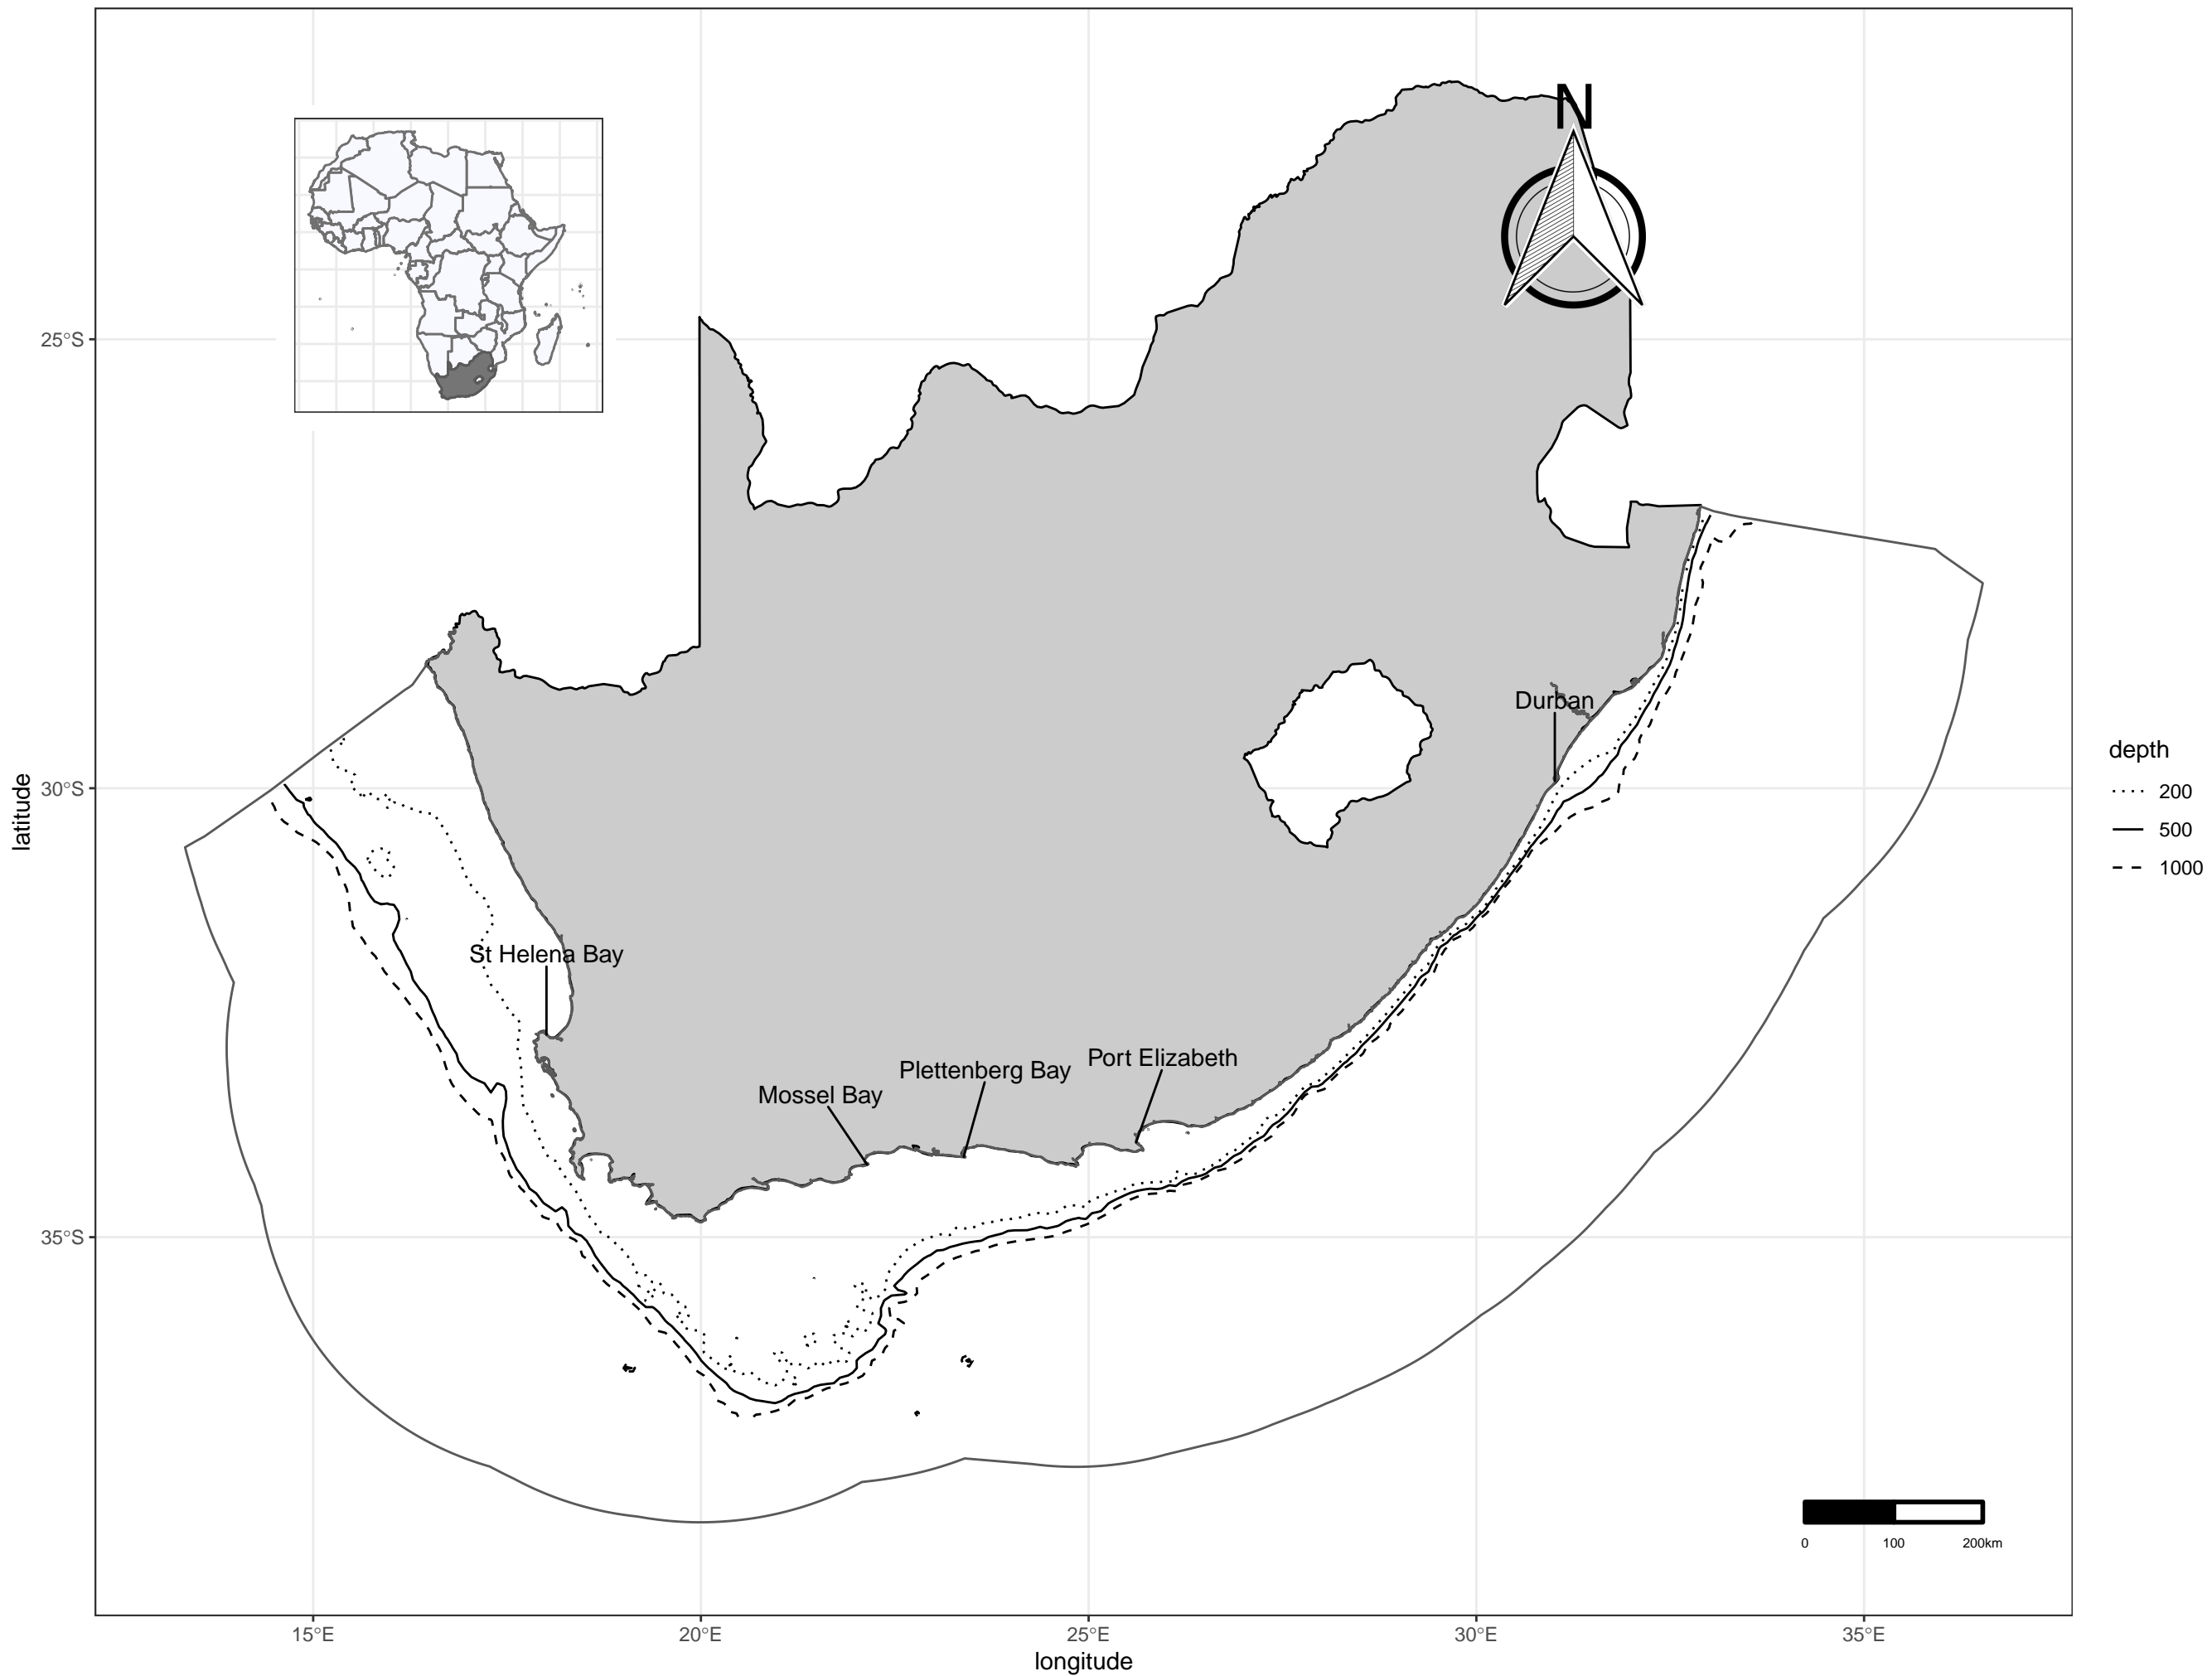 N
25°S
30°S
35°S
latitude
Durban
St Helena Bay
Port Elizabeth
Plettenberg Bay
Mossel Bay
depth
200
500
1000
0 100 200km
15°E 20°E 25°E 30°E 35°E
longitude